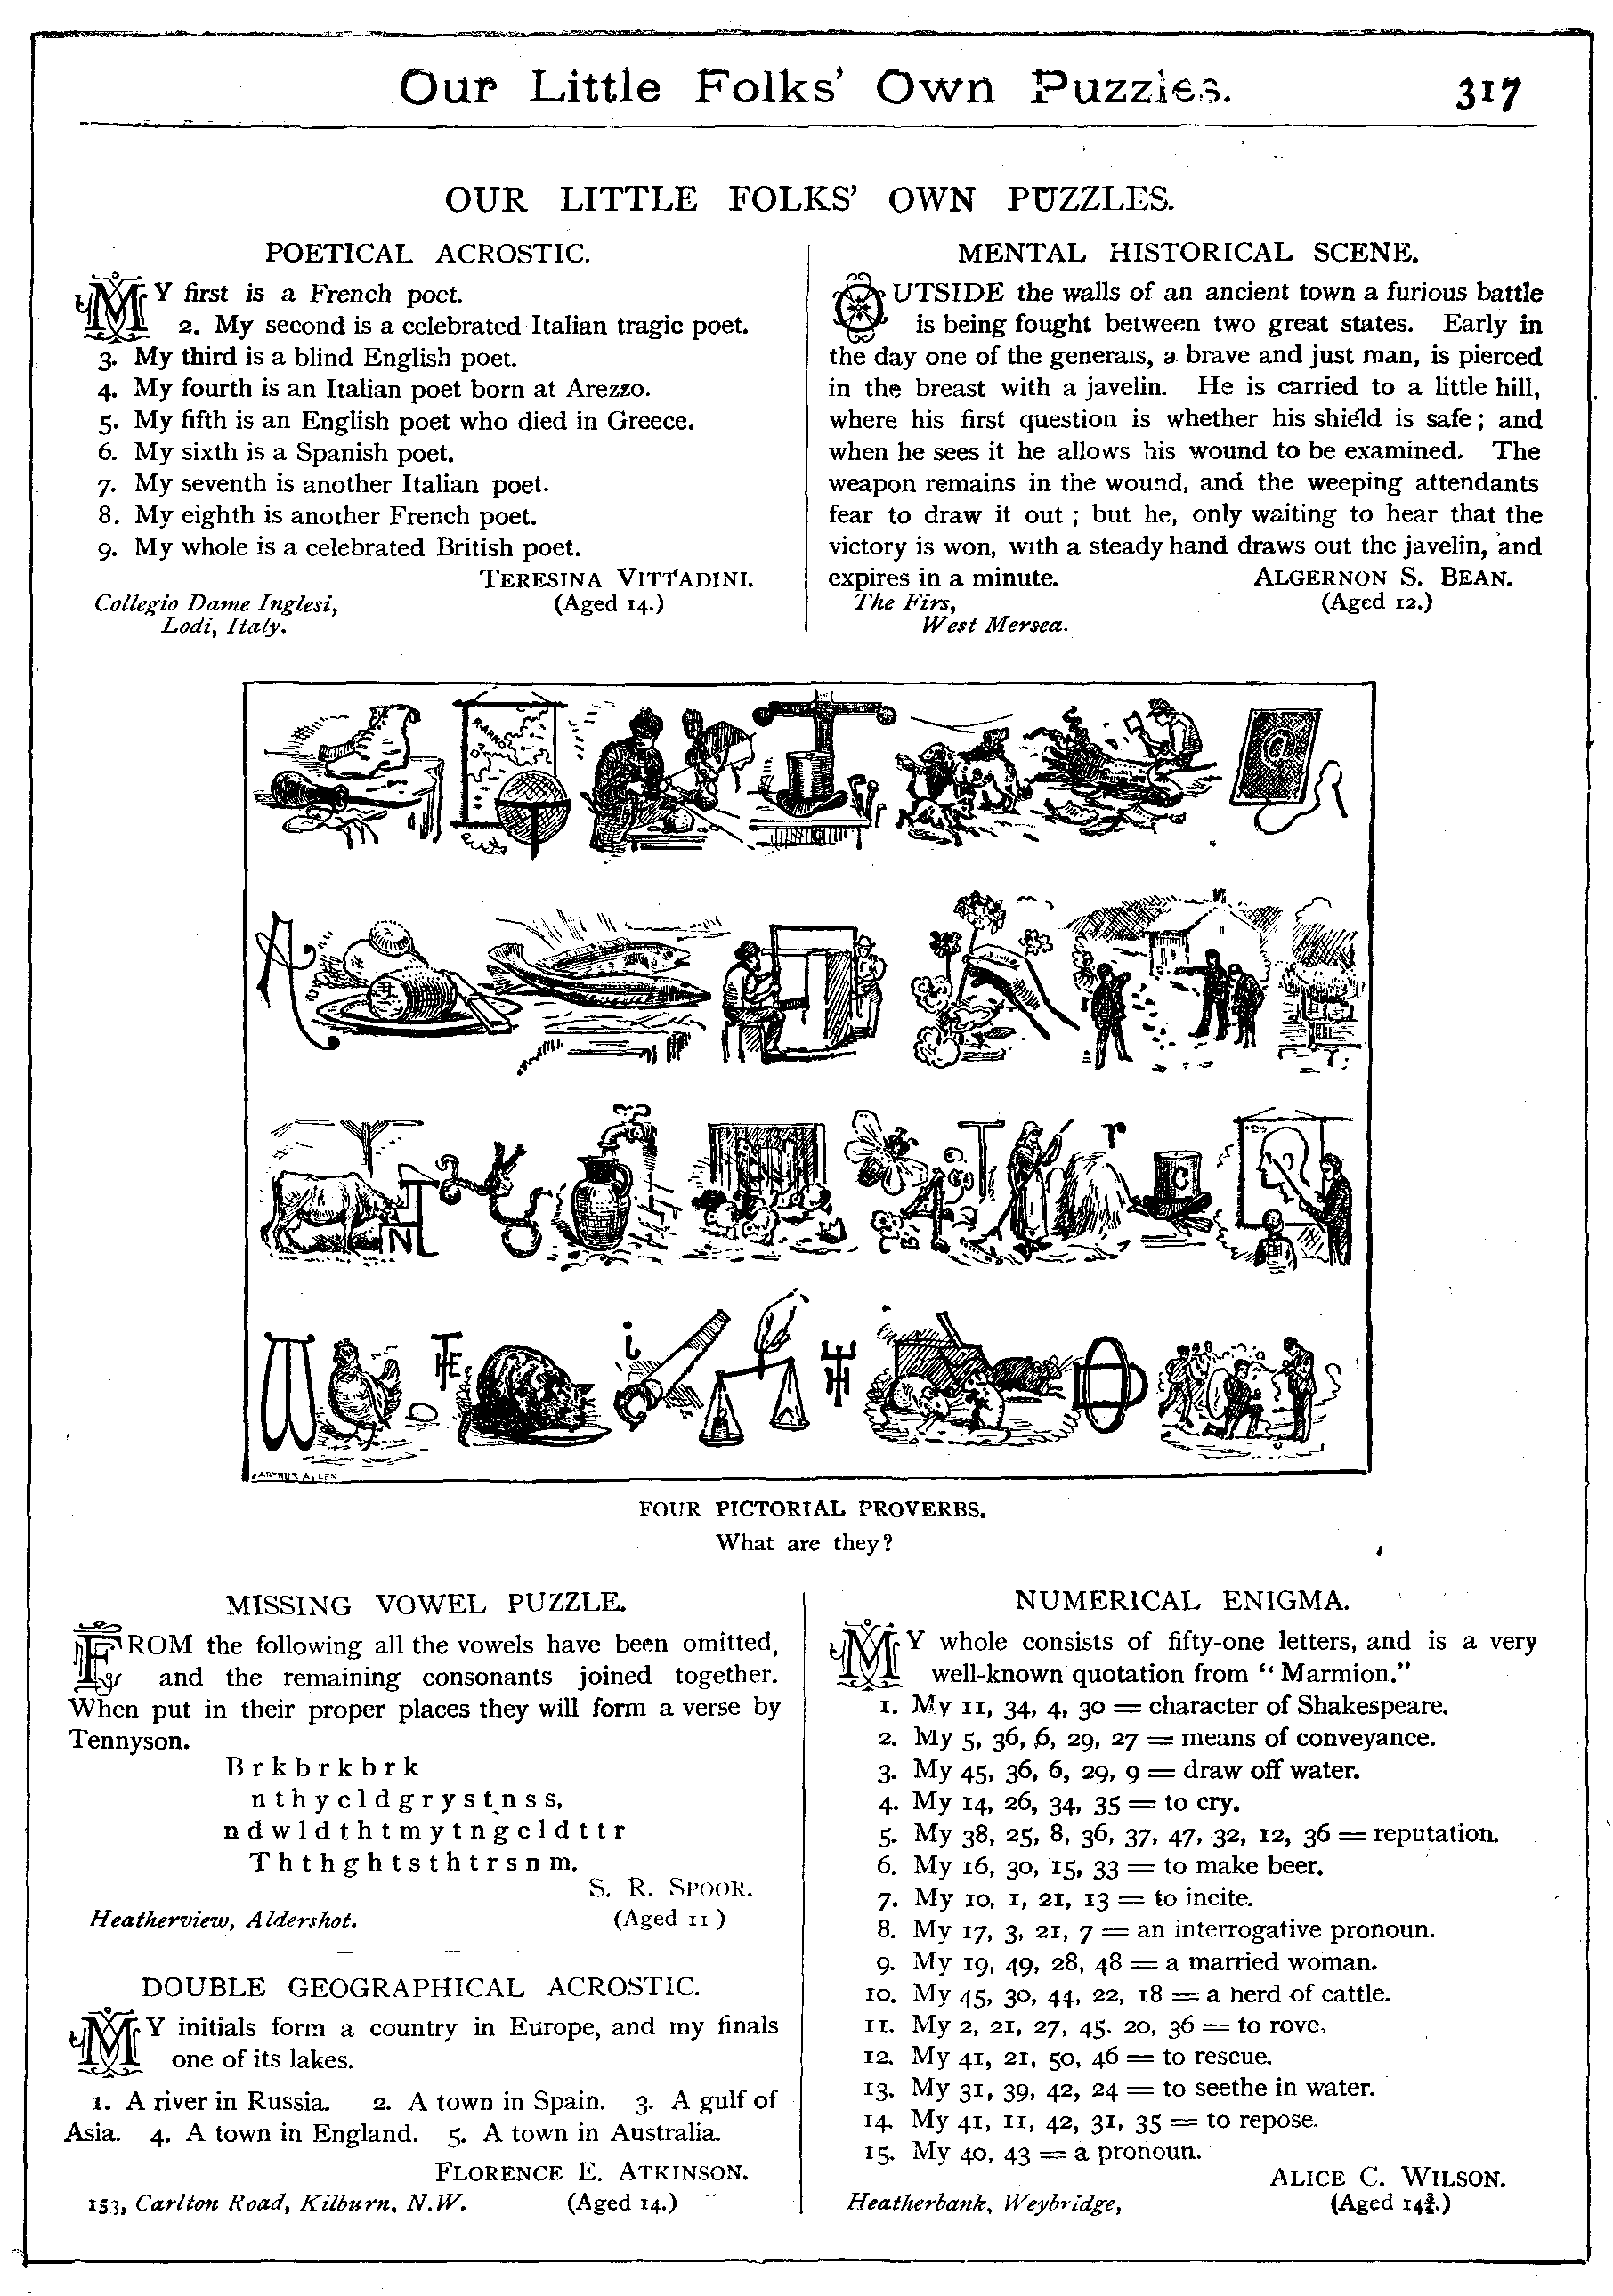 Our Little Folks' Own Puzzles. 317
OUR LITTLE FOLKS' OWN PUZZLES.
POETICAL ACROSTIC.
MY first is a French poet.
2. My second is a celebrated Italian tragic poet.
3. My third is a blind English poet.
4. My fourth is an Italian poet born at Arezzo.
5. My fifth is an English poet who died in Greece.
6. My sixth is a Spanish poet.
7. My seventh is another Italian poet.
8. My eighth is another French poet.
9. My whole is a celebrated British poet.
TERESINA VITTADINI.
Collegio Dame Inglesi, (Aged 14.)
Lodi, Italy.
MENTAL HISTORICAL SCENE.
OUTSIDE the walls of an ancient town a furious battle
is being fought between two great states. Early in
the day one of the generals, a brave and just man, is pierced
in the breast with a javelin. He is carried to a little hill,
where his first question is whether his shield is safe; and
when he sees it he allows his wound to be examined. The
weapon remains in the wound, and the weeping attendants
fear to draw it out; but he, only waiting to hear that the
victory is won, with a steady hand draws out the javelin, and
expires in a minute. ALGERNON S. BEAN.
The Firs, (Aged 12.)
West Mersea.
ARTHUR ALLEN
FOUR PICTORIAL PROVERBS.
What are they?
MISSING VOWEL PUZZLE.
FROM the following all the vowels have been omitted,
and the remaining consonants joined together.
When put in their proper places they will form a verse by
Tennyson.
B r k b r k b r k
n t h y c l d g r y s t n s s,
n d w l d t h t m y t n g c l d t t r
T h t h g h t s t h t r s n m.
S. R. SPOOR.
Heatherview, Aldershot. (Aged 11)
DOUBLE GEOGRAPHICAL ACROSTIC.
MY initials form a country in Europe, and my finals
one of its lakes.
1. A river in Russia. 2. A town in Spain. 3. A gulf of
Asia. 4. A town in England. 5. A town in Australia.
FLORENCE E. ATKINSON.
153, Carlton Road, Kilburn, N.W. (Aged 14.)
NUMERICAL ENIGMA.
MY whole consists of fifty-one letters, and is a very
well-known quotation from "Marmion."
1. My 11, 34, 4, 30 = character of Shakespeare.
2. My 5, 36, 6, 29, 27 = means of conveyance.
3. My 45, 36, 6, 29, 9 = draw off water.
4. My 14, 26, 34, 35 = to cry.
5. My 38, 25, 8, 36, 37, 47, 32, 12, 36 = reputation.
6. My 16, 30, 15, 33 = to make beer.
7. My 10, 1, 21, 13 = to incite.
8. My 17, 3, 21, 7 = an interrogative pronoun.
9. My 19, 49, 28, 48 = a married woman.
10. My 45, 30, 44, 22, 18 = a herd of cattle.
11. My 2, 21, 27, 45. 20, 36 = to rove.
12. My 41, 21, 50, 46 = to rescue.
13. My 31, 39, 42, 24 = to seethe in water.
14. My 41, 11, 42, 31, 35 = to repose.
15. My 40, 43 = a pronoun.
ALICE C. WILSON.
Heatherbank, Weybridge, (Aged 14¾.)